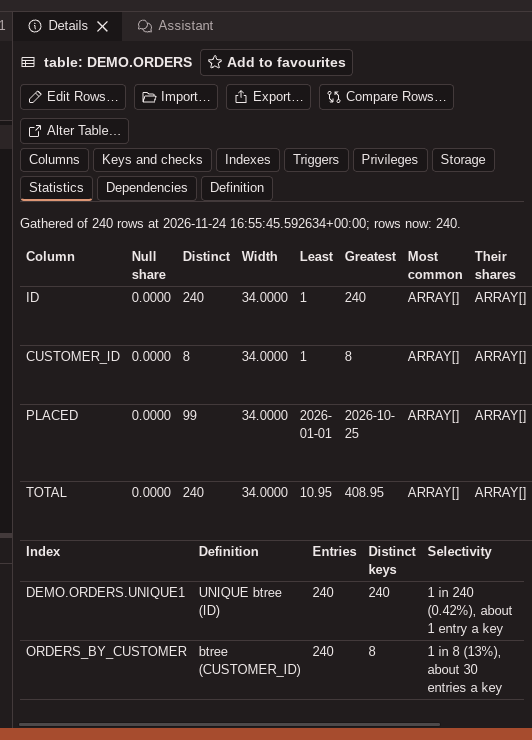 1 Details Assistant
table: DEMO.ORDERS Add to favourites
Edit Rows... Import... Export... Compare Rows...
Alter Table...
Columns Keys and checks Indexes Triggers Privileges Storage
Statistics Dependencies Definition
Gathered of 240 rows at 2026-11-24 16:55:45.592634+00:00; rows now: 240.
Column Null share Distinct Width Least Greatest Most common Their shares
ID 0.0000 240 34.0000 1 240 ARRAY[] ARRAY[]
CUSTOMER_ID 0.0000 8 34.0000 1 8 ARRAY[] ARRAY[]
PLACED 0.0000 99 34.0000 2026-01-01 2026-10-25 ARRAY[] ARRAY[]
TOTAL 0.0000 240 34.0000 10.95 408.95 ARRAY[] ARRAY[]
Index Definition Entries Distinct keys Selectivity
DEMO.ORDERS.UNIQUE1 UNIQUE btree (ID) 240 240 1 in 240 (0.42%), about 1 entry a key
ORDERS_BY_CUSTOMER btree (CUSTOMER_ID) 240 8 1 in 8 (13%), about 30 entries a key